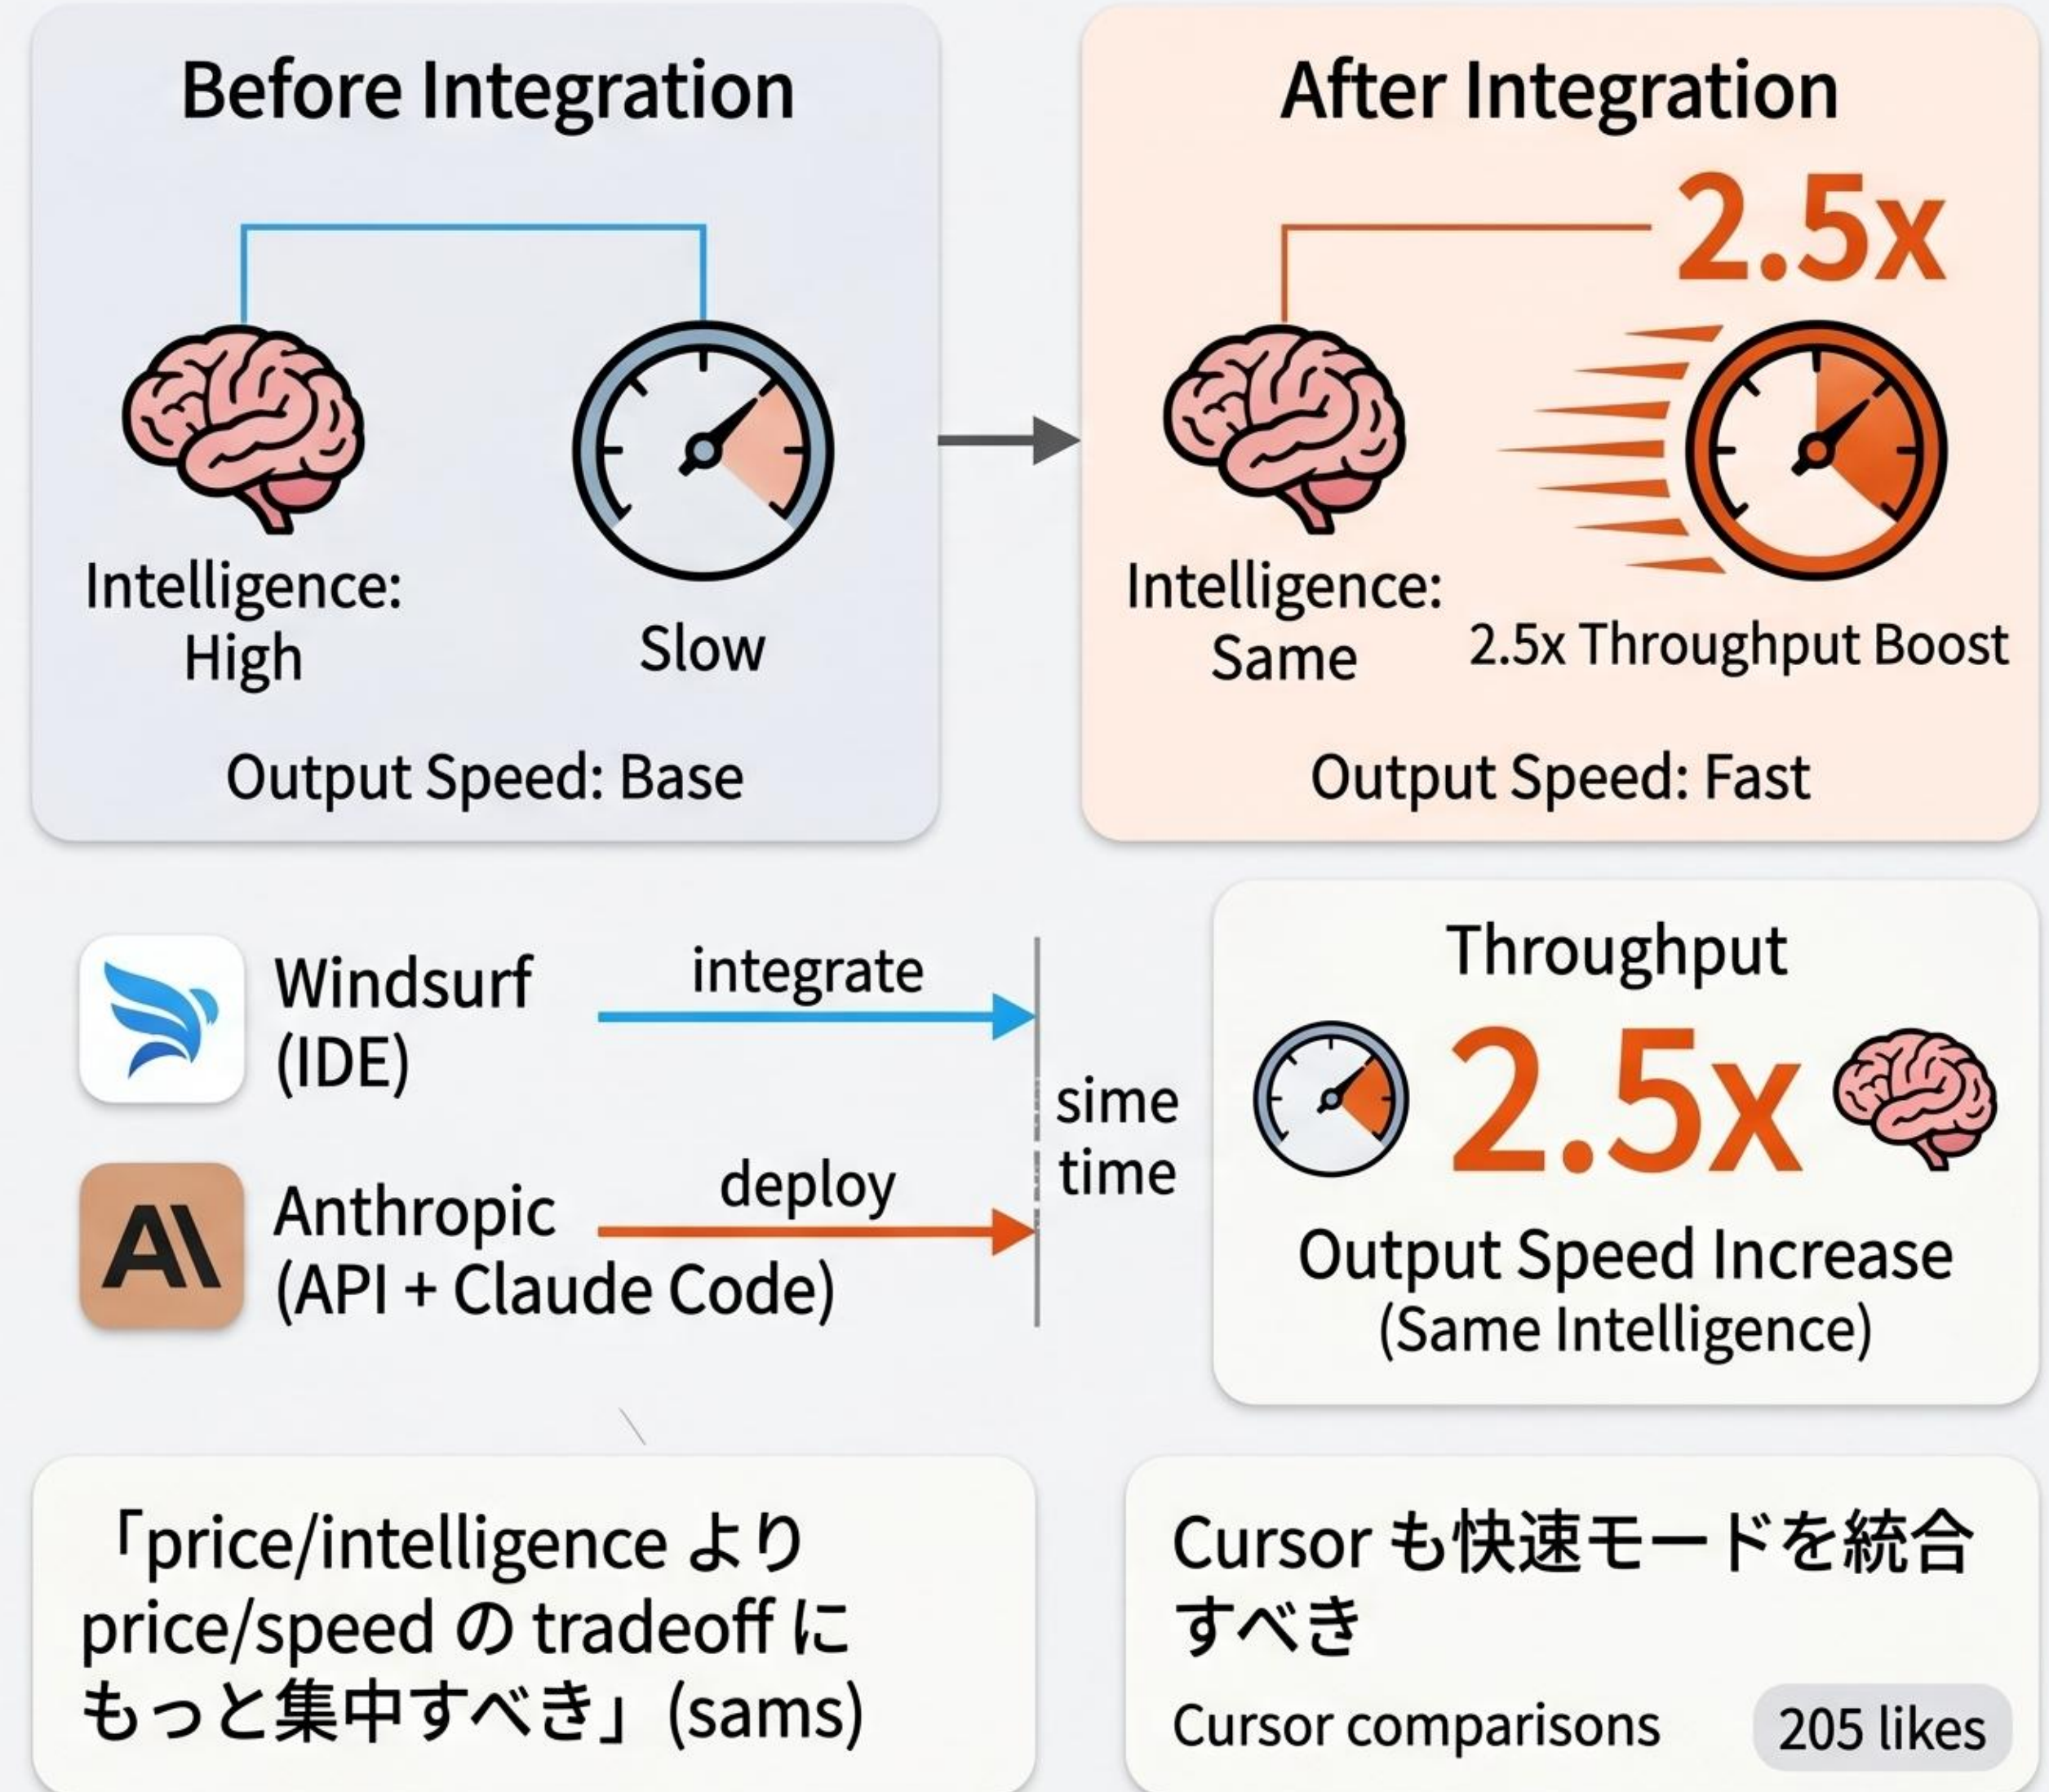 Before Integration
Intelligence:
High
Slow
Output Speed: Base
After Integration
2.5x
Intelligence:
Same
2.5x Throughput Boost
Output Speed: Fast
Windsurf
(IDE)
integrate
Anthropic
(API + Claude Code)
deploy
sime
time
Throughput
2.5x
Output Speed Increase
(Same Intelligence)
「price/intelligence より
price/speed の tradeoff に
もっと集中すべき」(sams)
Cursor も快速モードを統合
すべき
Cursor comparisons
205 likes